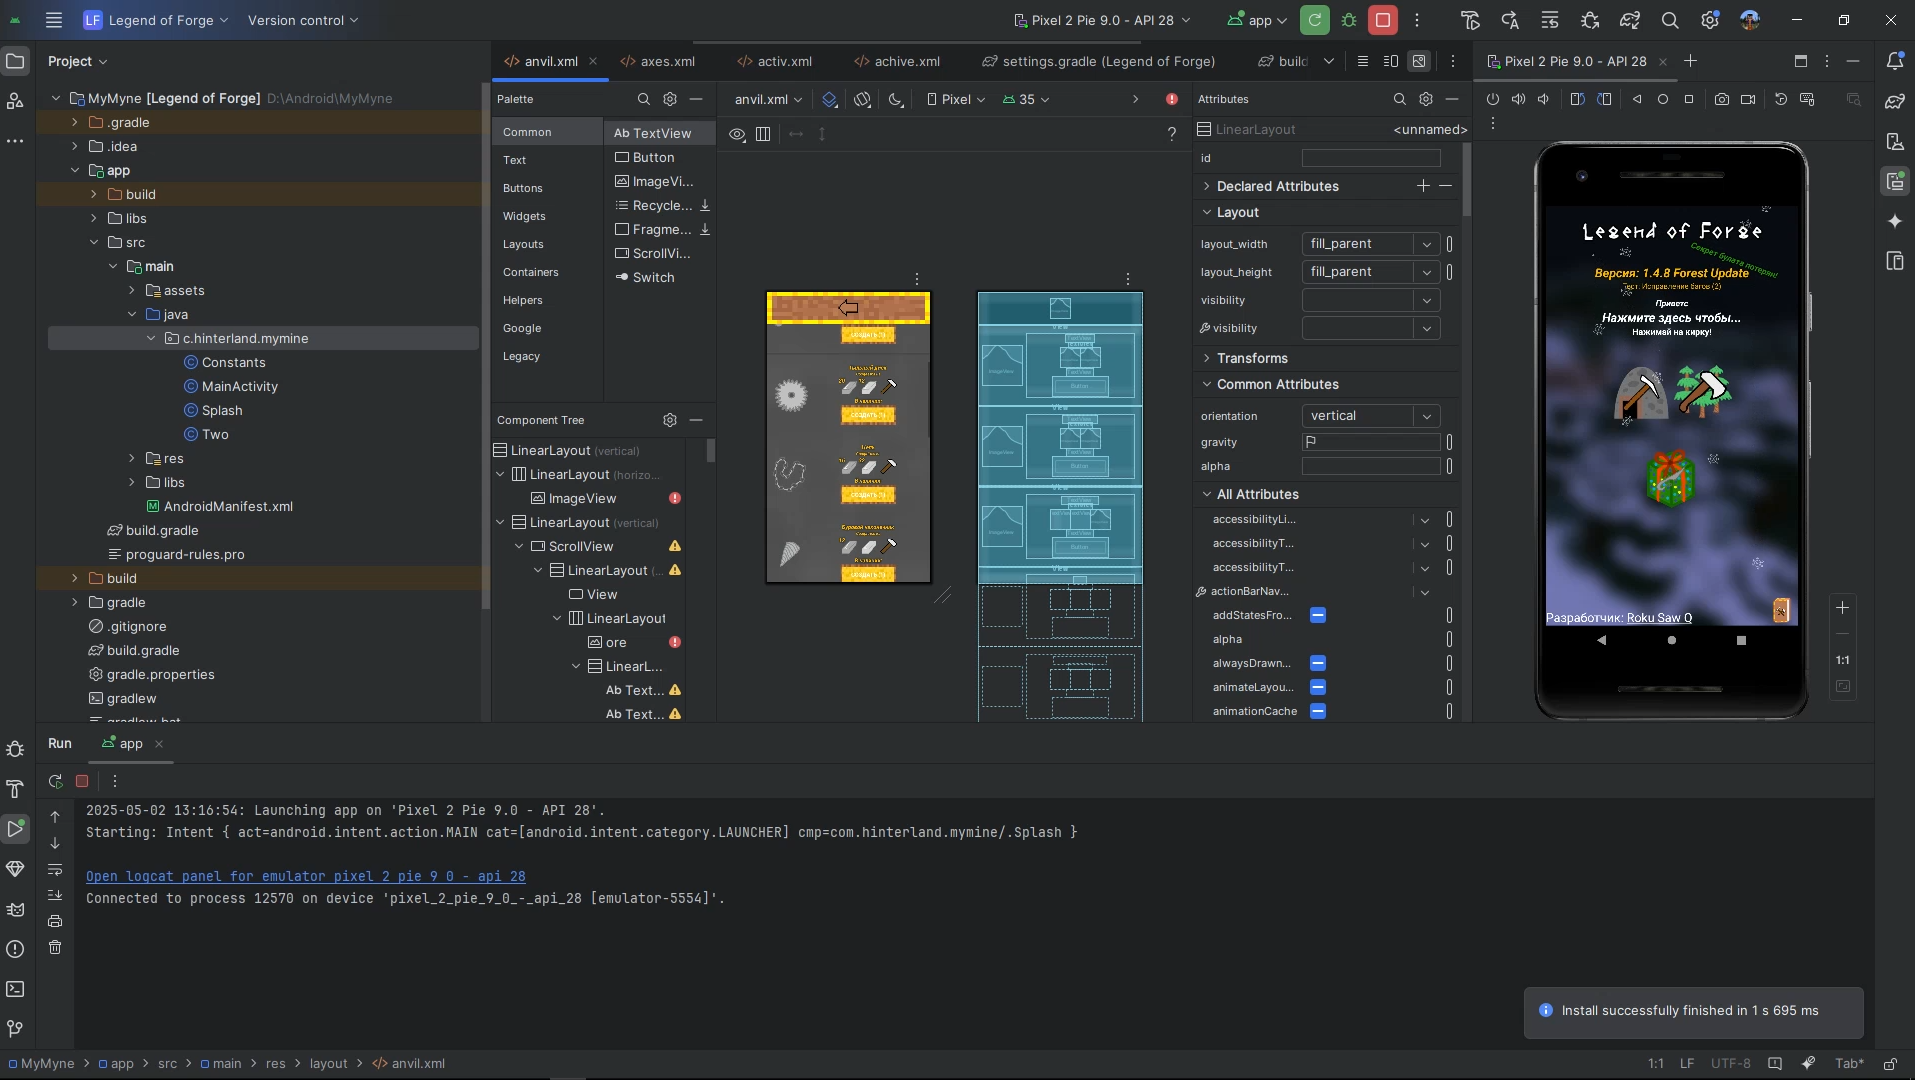 LF Legend of Forge
Version control
Pixel 2 Pie 9.0 - API 28
app
Project
anvil.xml
axes.xml
activ.xml
achive.xml
settings.gradle (Legend of Forge)
build
Pixel 2 Pie 9.0 - API 28
MyMyne [Legend of Forge] D:\Android\MyMyne
.gradle
.idea
app
build
libs
src
main
assets
java
c.hinterland.mymine
Constants
MainActivity
Splash
Two
res
libs
AndroidManifest.xml
build.gradle
proguard-rules.pro
build
gradle
.gitignore
build.gradle
gradle.properties
gradlew
Palette
Common
Text
Buttons
Widgets
Layouts
Containers
Helpers
Google
Legacy
Ab TextView
Button
ImageVi...
Recycle...
Fragme...
ScrollVi...
Switch
Component Tree
LinearLayout (vertical)
LinearLayout (horizo...
ImageView
LinearLayout (vertical)
ScrollView
LinearLayout (...
View
LinearLayout
ore
LinearL...
Ab Text...
Ab Text...
anvil.xml
Pixel
35
?
Attributes
LinearLayout
<unnamed>
id
Declared Attributes
Layout
layout_width
fill_parent
layout_height
fill_parent
visibility
visibility
Transforms
Common Attributes
orientation
vertical
gravity
alpha
All Attributes
accessibilityLi...
accessibilityT...
accessibilityT...
actionBarNav...
addStatesFro...
alpha
alwaysDrawn...
animateLayou...
animationCache
Legend of Forge
Секрет булата потерян!
Версия: 1.4.8 Forest Update
Тест: Исправление багов (2)
Приветс
Нажмите здесь чтобы...
Нажимай на кирку!
Разработчик: Roku Saw Q
1:1
Run
app
2025-05-02 13:16:54: Launching app on 'Pixel 2 Pie 9.0 - API 28'.
Starting: Intent { act=android.intent.action.MAIN cat=[android.intent.category.LAUNCHER] cmp=com.hinterland.mymine/.Splash }
Open logcat panel for emulator pixel 2 pie 9 0 - api 28
Connected to process 12570 on device 'pixel_2_pie_9_0_-_api_28 [emulator-5554]'.
Install successfully finished in 1 s 695 ms
MyMyne > app > src > main > res > layout > anvil.xml
1:1
LF
UTF-8
Tab*